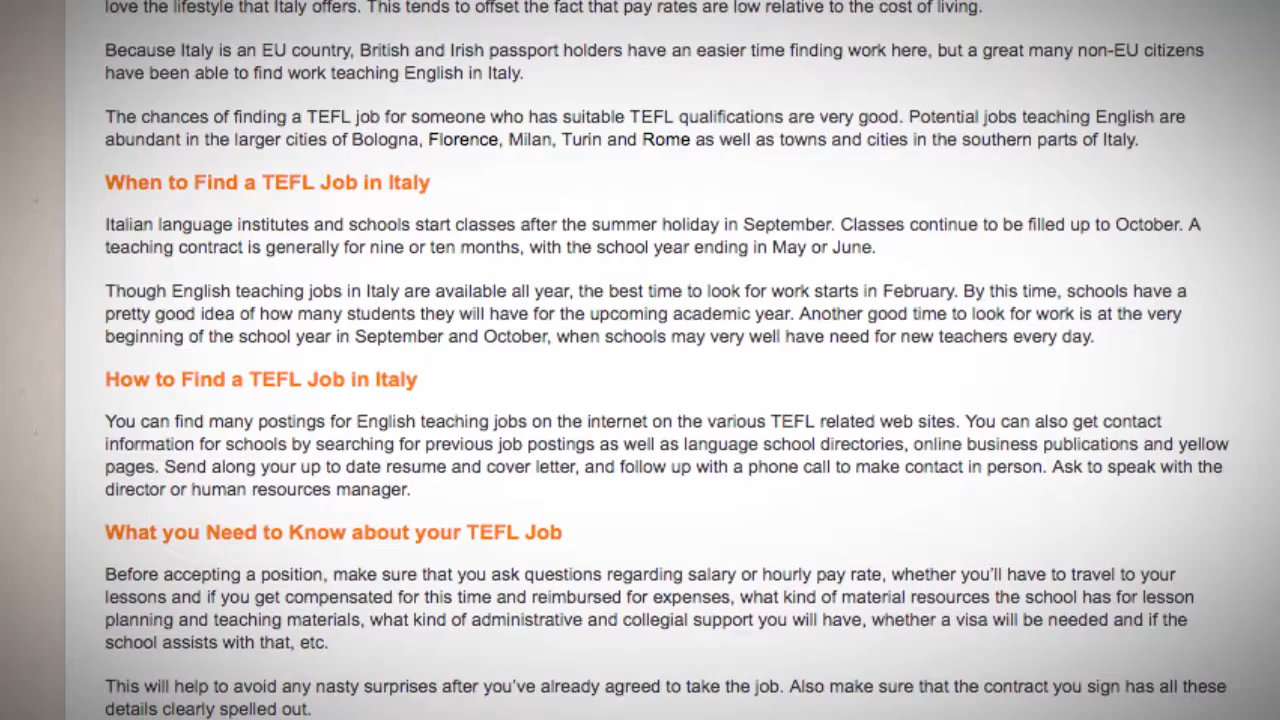 love the lifestyle that Italy offers. This tends to offset the fact that pay rates are low relative to the cost of living.
Because Italy is an EU country, British and Irish passport holders have an easier time finding work here, but a great many non-EU citizens
have been able to find work teaching English in Italy.
The chances of finding a TEFL job for someone who has suitable TEFL qualifications are very good. Potential jobs teaching English are
abundant in the larger cities of Bologna, Florence, Milan, Turin and Rome as well as towns and cities in the southern parts of Italy.
When to Find a TEFL Job in Italy
Italian language institutes and schools start classes after the summer holiday in September. Classes continue to be filled up to October. A
teaching contract is generally for nine or ten months, with the school year ending in May or June.
Though English teaching jobs in Italy are available all year, the best time to look for work starts in February. By this time, schools have a
pretty good idea of how many students they will have for the upcoming academic year. Another good time to look for work is at the very
beginning of the school year in September and October, when schools may very well have need for new teachers every day.
How to Find a TEFL Job in Italy
You can find many postings for English teaching jobs on the internet on the various TEFL related web sites. You can also get contact
information for schools by searching for previous job postings as well as language school directories, online business publications and yellow
pages. Send along your up to date resume and cover letter, and follow up with a phone call to make contact in person. Ask to speak with the
director or human resources manager.
What you Need to Know about your TEFL Job
Before accepting a position, make sure that you ask questions regarding salary or hourly pay rate, whether you'll have to travel to your
lessons and if you get compensated for this time and reimbursed for expenses, what kind of material resources the school has for lesson
planning and teaching materials, what kind of administrative and collegial support you will have, whether a visa will be needed and if the
school assists with that, etc.
This will help to avoid any nasty surprises after you've already agreed to take the job. Also make sure that the contract you sign has all these
details clearly spelled out.